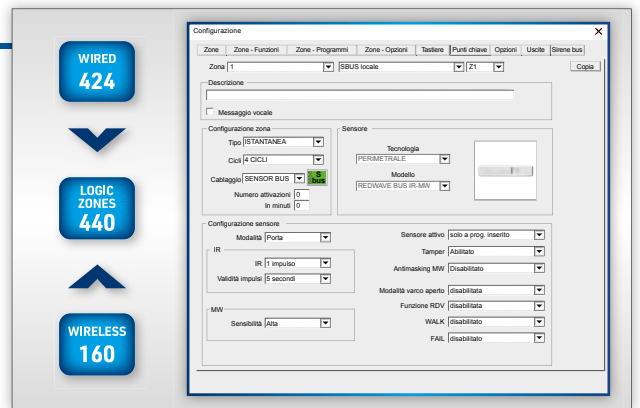 WIRED
424
LOGIC
ZONES
440
WIRELESS
160
Configurazione
Zone Zone - Funzioni Zone - Programmi Zone - Opzioni Tastiere Punti chiave Opzioni Uscite Sirene bus
Zona 1 SBUS locale Z1 Copia
Descrizione
Messaggio vocale
Configurazione zona
Tipo ISTANTANEA
Cicli 4 CICLI
Cablaggio SENSOR BUS S bus
Numero attivazioni 0
In minuti 0
Sensore
Tecnologia
PERIMETRALE
Modello
REDWAVE BUS IR-MW
Configurazione sensore
Modalità Porta
IR
IR 1 impulso
Validità impulsi 5 secondi
MW
Sensibilità Alta
Sensore attivo solo a prog. inserito
Tamper Abilitato
Antimasking MW Disabilitato
Modalità varco aperto disabilitata
Funzione RDV disabilitata
WALK disabilitato
FAIL disabilitato